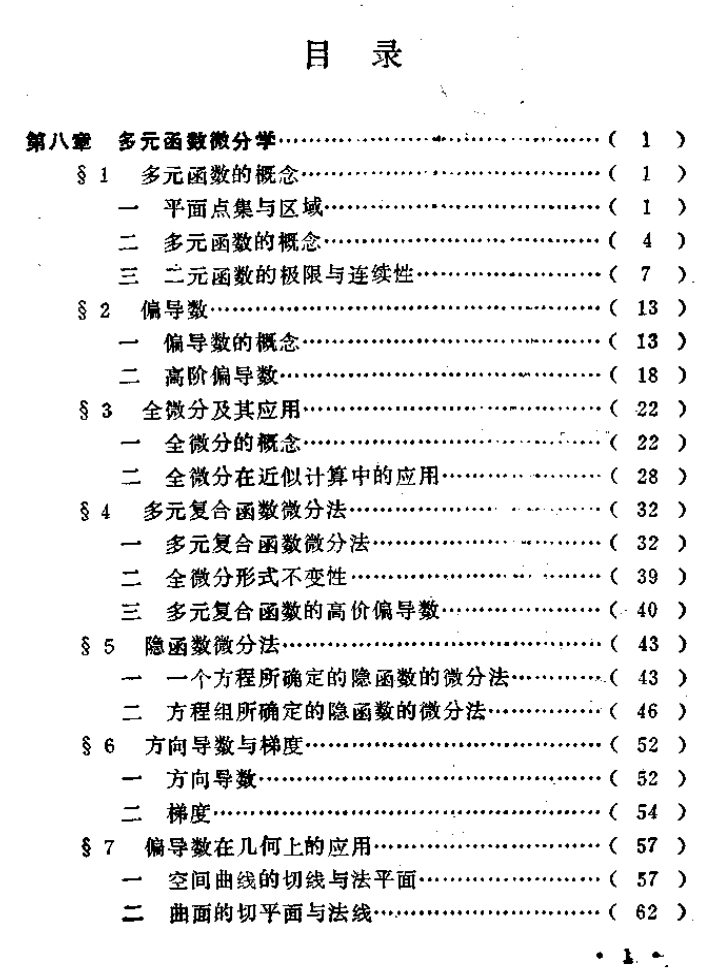 目 录
第八章 多元函数微分学……………………………………( 1 )
§ 1 多元函数的概念…………………………………( 1 )
一 平面点集与区域………………………………( 1 )
二 多元函数的概念………………………………( 4 )
三 二元函数的极限与连续性……………………( 7 )
§ 2 偏导数……………………………………………( 13 )
一 偏导数的概念…………………………………( 13 )
二 高阶偏导数……………………………………( 18 )
§ 3 全微分及其应用…………………………………( 22 )
一 全微分的概念…………………………………( 22 )
二 全微分在近似计算中的应用…………………( 28 )
§ 4 多元复合函数微分法……………………………( 32 )
一 多元复合函数微分法…………………………( 32 )
二 全微分形式不变性……………………………( 39 )
三 多元复合函数的高价偏导数…………………( 40 )
§ 5 隐函数微分法……………………………………( 43 )
一 一个方程所确定的隐函数的微分法…………( 43 )
二 方程组所确定的隐函数的微分法……………( 46 )
§ 6 方向导数与梯度…………………………………( 52 )
一 方向导数………………………………………( 52 )
二 梯度……………………………………………( 54 )
§ 7 偏导数在几何上的应用…………………………( 57 )
一 空间曲线的切线与法平面……………………( 57 )
二 曲面的切平面与法线…………………………( 62 )
• 1 •